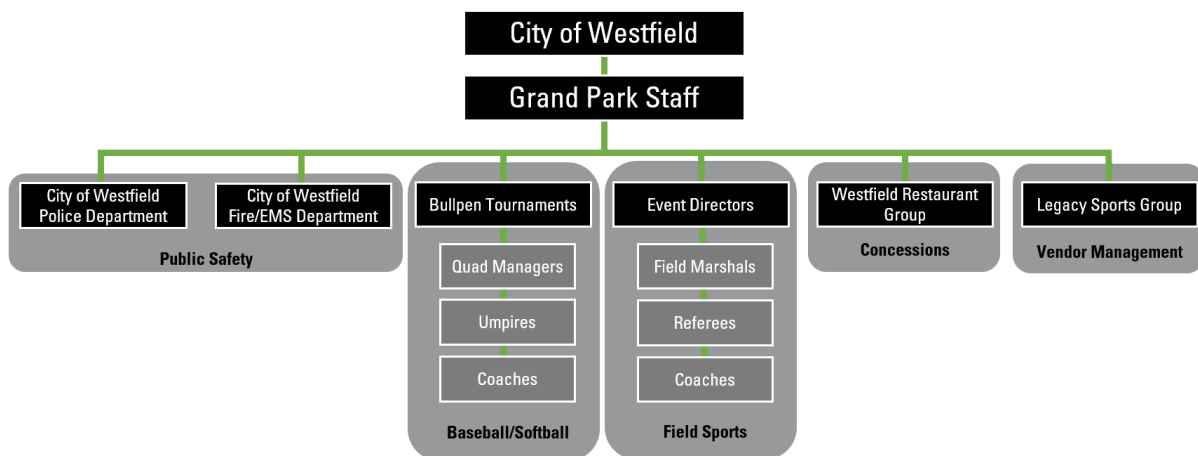 City of Westfield
Grand Park Staff
City of Westfield
Police Department
City of Westfield
Fire/EMS Department
Public Safety
Bullpen Tournaments
Quad Managers
Umpires
Coaches
Baseball/Softball
Event Directors
Field Marshals
Referees
Coaches
Field Sports
Westfield Restaurant
Group
Concessions
Legacy Sports Group
Vendor Management